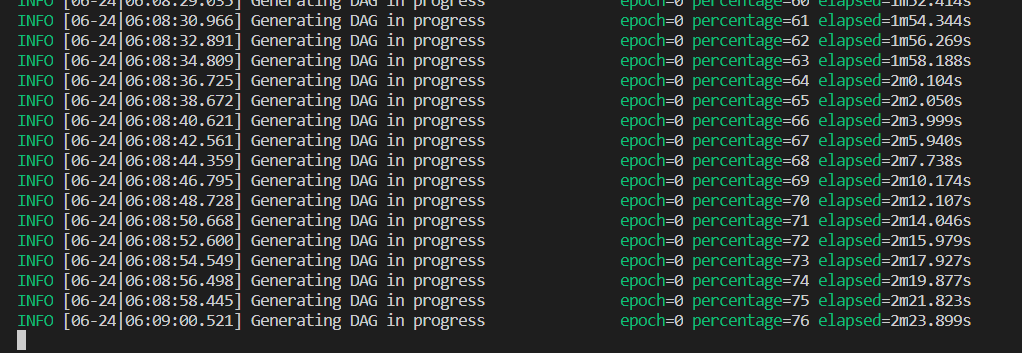 INFO [06-24|06:08:29.035] Generating DAG in progress epoch=0 percentage=60 elapsed=1m52.414s
INFO [06-24|06:08:30.966] Generating DAG in progress epoch=0 percentage=61 elapsed=1m54.344s
INFO [06-24|06:08:32.891] Generating DAG in progress epoch=0 percentage=62 elapsed=1m56.269s
INFO [06-24|06:08:34.809] Generating DAG in progress epoch=0 percentage=63 elapsed=1m58.188s
INFO [06-24|06:08:36.725] Generating DAG in progress epoch=0 percentage=64 elapsed=2m0.104s
INFO [06-24|06:08:38.672] Generating DAG in progress epoch=0 percentage=65 elapsed=2m2.050s
INFO [06-24|06:08:40.621] Generating DAG in progress epoch=0 percentage=66 elapsed=2m3.999s
INFO [06-24|06:08:42.561] Generating DAG in progress epoch=0 percentage=67 elapsed=2m5.940s
INFO [06-24|06:08:44.359] Generating DAG in progress epoch=0 percentage=68 elapsed=2m7.738s
INFO [06-24|06:08:46.795] Generating DAG in progress epoch=0 percentage=69 elapsed=2m10.174s
INFO [06-24|06:08:48.728] Generating DAG in progress epoch=0 percentage=70 elapsed=2m12.107s
INFO [06-24|06:08:50.668] Generating DAG in progress epoch=0 percentage=71 elapsed=2m14.046s
INFO [06-24|06:08:52.600] Generating DAG in progress epoch=0 percentage=72 elapsed=2m15.979s
INFO [06-24|06:08:54.549] Generating DAG in progress epoch=0 percentage=73 elapsed=2m17.927s
INFO [06-24|06:08:56.498] Generating DAG in progress epoch=0 percentage=74 elapsed=2m19.877s
INFO [06-24|06:08:58.445] Generating DAG in progress epoch=0 percentage=75 elapsed=2m21.823s
INFO [06-24|06:09:00.521] Generating DAG in progress epoch=0 percentage=76 elapsed=2m23.899s